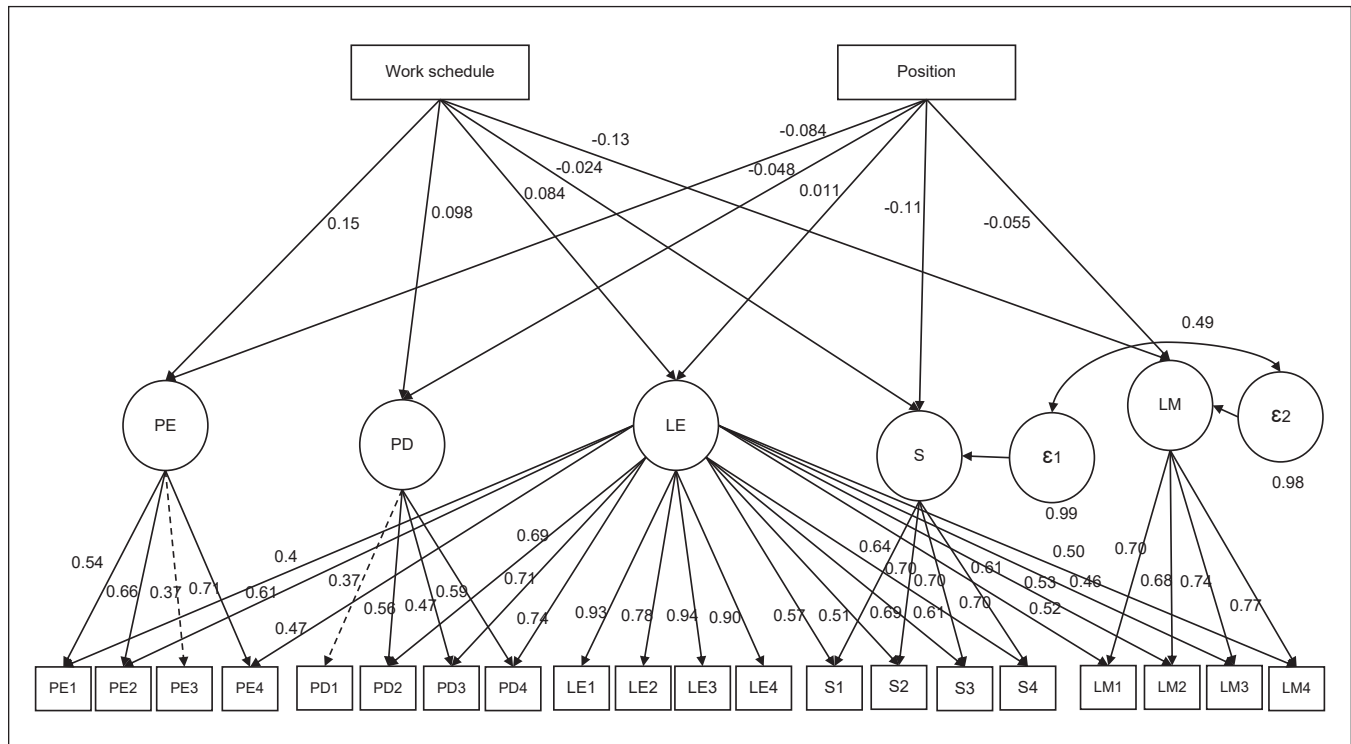 Work schedule
Position
-0.13
-0.084
-0.024
-0.048
0.084
0.011
0.15
0.098
-0.11
-0.055
0.49
PE
PD
LE
S
ε1
LM
ε2
0.98
0.99
0.54
0.66
0.37
0.71
0.4
0.61
0.47
0.37
0.56
0.47
0.59
0.69
0.71
0.74
0.93
0.78
0.94
0.90
0.57
0.51
0.69
0.61
0.64
0.70
0.70
0.70
0.61
0.53
0.52
0.50
0.46
0.70
0.68
0.74
0.77
PE1
PE2
PE3
PE4
PD1
PD2
PD3
PD4
LE1
LE2
LE3
LE4
S1
S2
S3
S4
LM1
LM2
LM3
LM4